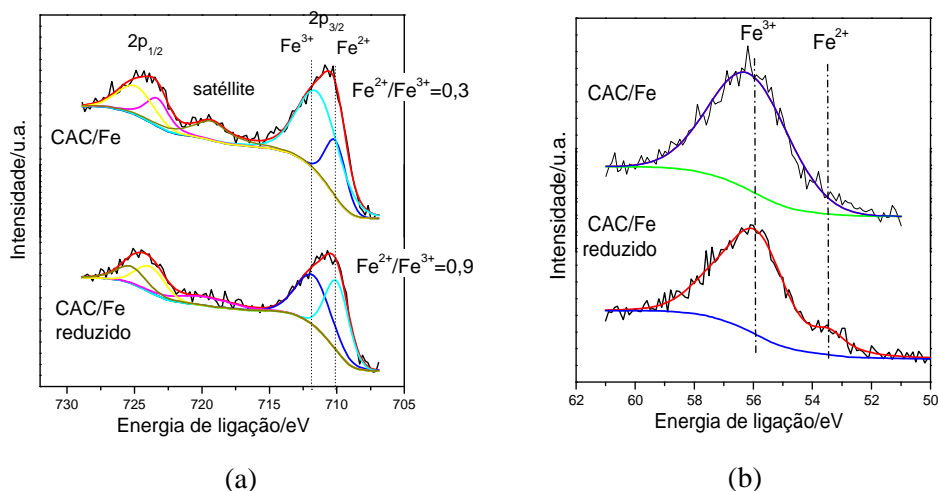 2p3/2
2p1/2
Fe3+
Fe2+
satéllite
Fe2+/Fe3+=0,3
CAC/Fe
Fe2+/Fe3+=0,9
CAC/Fe
reduzido
Intensidade/u.a.
730 725 720 715 710 705
Energia de ligação/eV
(a)
Fe3+
Fe2+
CAC/Fe
CAC/Fe
reduzido
Intensidade/u.a.
62 60 58 56 54 52 50
Energia de ligação/eV
(b)